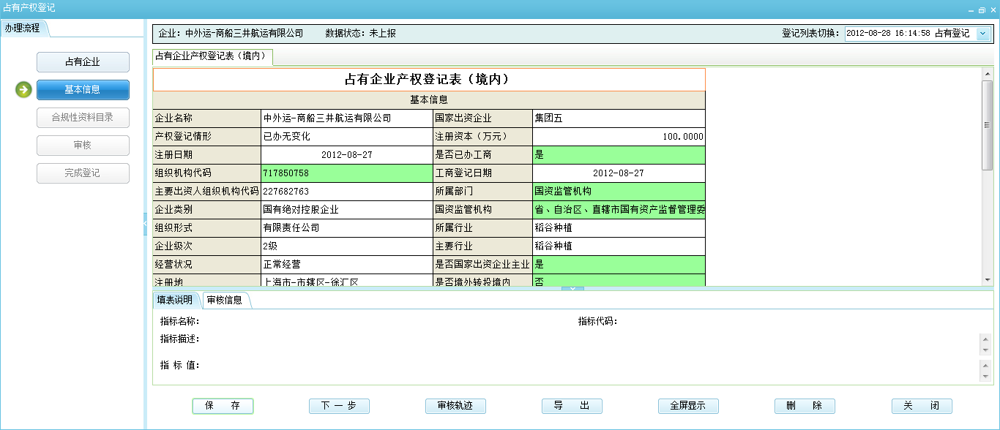 占有产权登记
办理流程
占有企业
基本信息
合规性资料目录
审核
完成登记
企业：中外运-商船三井航运有限公司 数据状态：未上报 登记列表切换： 2012-08-28 16:14:58 占有登记
占有企业产权登记表（境内）
占有企业产权登记表（境内）
基本信息
企业名称 中外运-商船三井航运有限公司 国家出资企业 集团五
产权登记情形 已办无变化 注册资本（万元） 100.0000
注册日期 2012-08-27 是否已办工商 是
组织机构代码 717850758 工商登记日期 2012-08-27
主要出资人组织机构代码 227682763 所属部门 国资监管机构
企业类别 国有绝对控股企业 国资监管机构 省、自治区、直辖市国有资产监督管理委
组织形式 有限责任公司 所属行业 稻谷种植
企业级次 2级 主要行业 稻谷种植
经营状况 正常经营 是否国家出资企业主业 是
注册地 上海市-市辖区-徐汇区 是否境外转投境内 否
填表说明 审核信息
指标名称： 指标代码：
指标描述：
指 标 值：
保 存 下 一 步 审核轨迹 导 出 全屏显示 删 除 关 闭